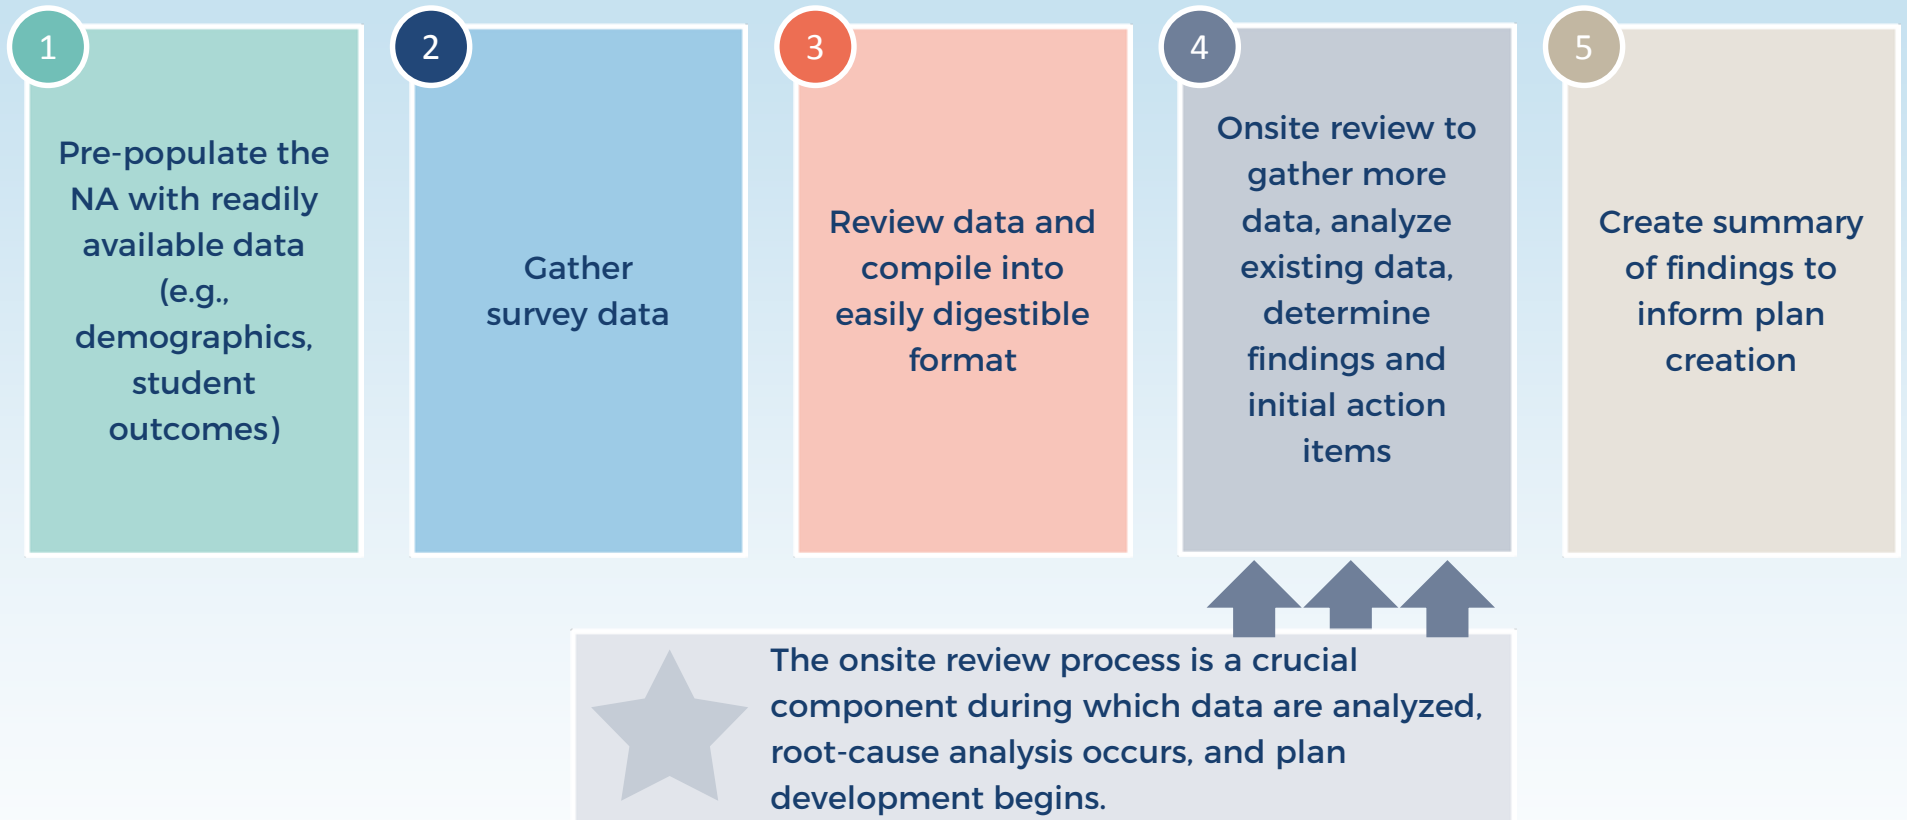 1
Pre-populate the
NA with readily
available data
(e.g.,
demographics,
student
outcomes)
2
Gather
survey data
3
Review data and
compile into
easily digestible
format
4
Onsite review to
gather more
data, analyze
existing data,
determine
findings and
initial action
items
5
Create summary
of findings to
inform plan
creation
The onsite review process is a crucial
component during which data are analyzed,
root-cause analysis occurs, and plan
development begins.